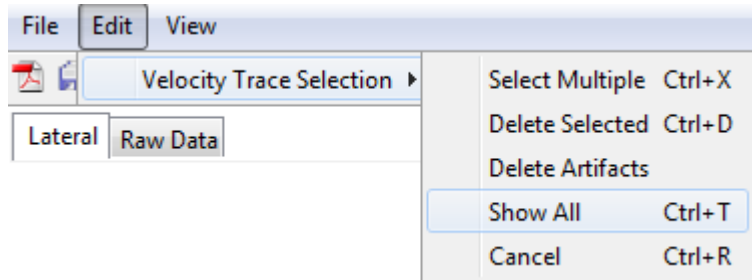 File Edit View
Velocity Trace Selection
Select Multiple Ctrl+X
Delete Selected Ctrl+D
Delete Artifacts
Show All Ctrl+T
Cancel Ctrl+R
Lateral Raw Data